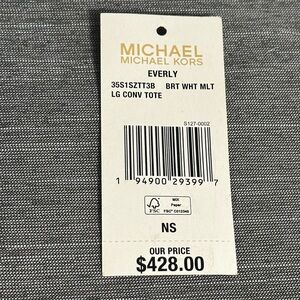 MICHAEL
MICHAEL KORS
EVERLY
35S1SZTT3B BRT WHT MLT
LG CONV TOTE
S127-000Z
1 94900 29399 7
FSC
MIX
Paper
NS
OUR PRICE
$428.00